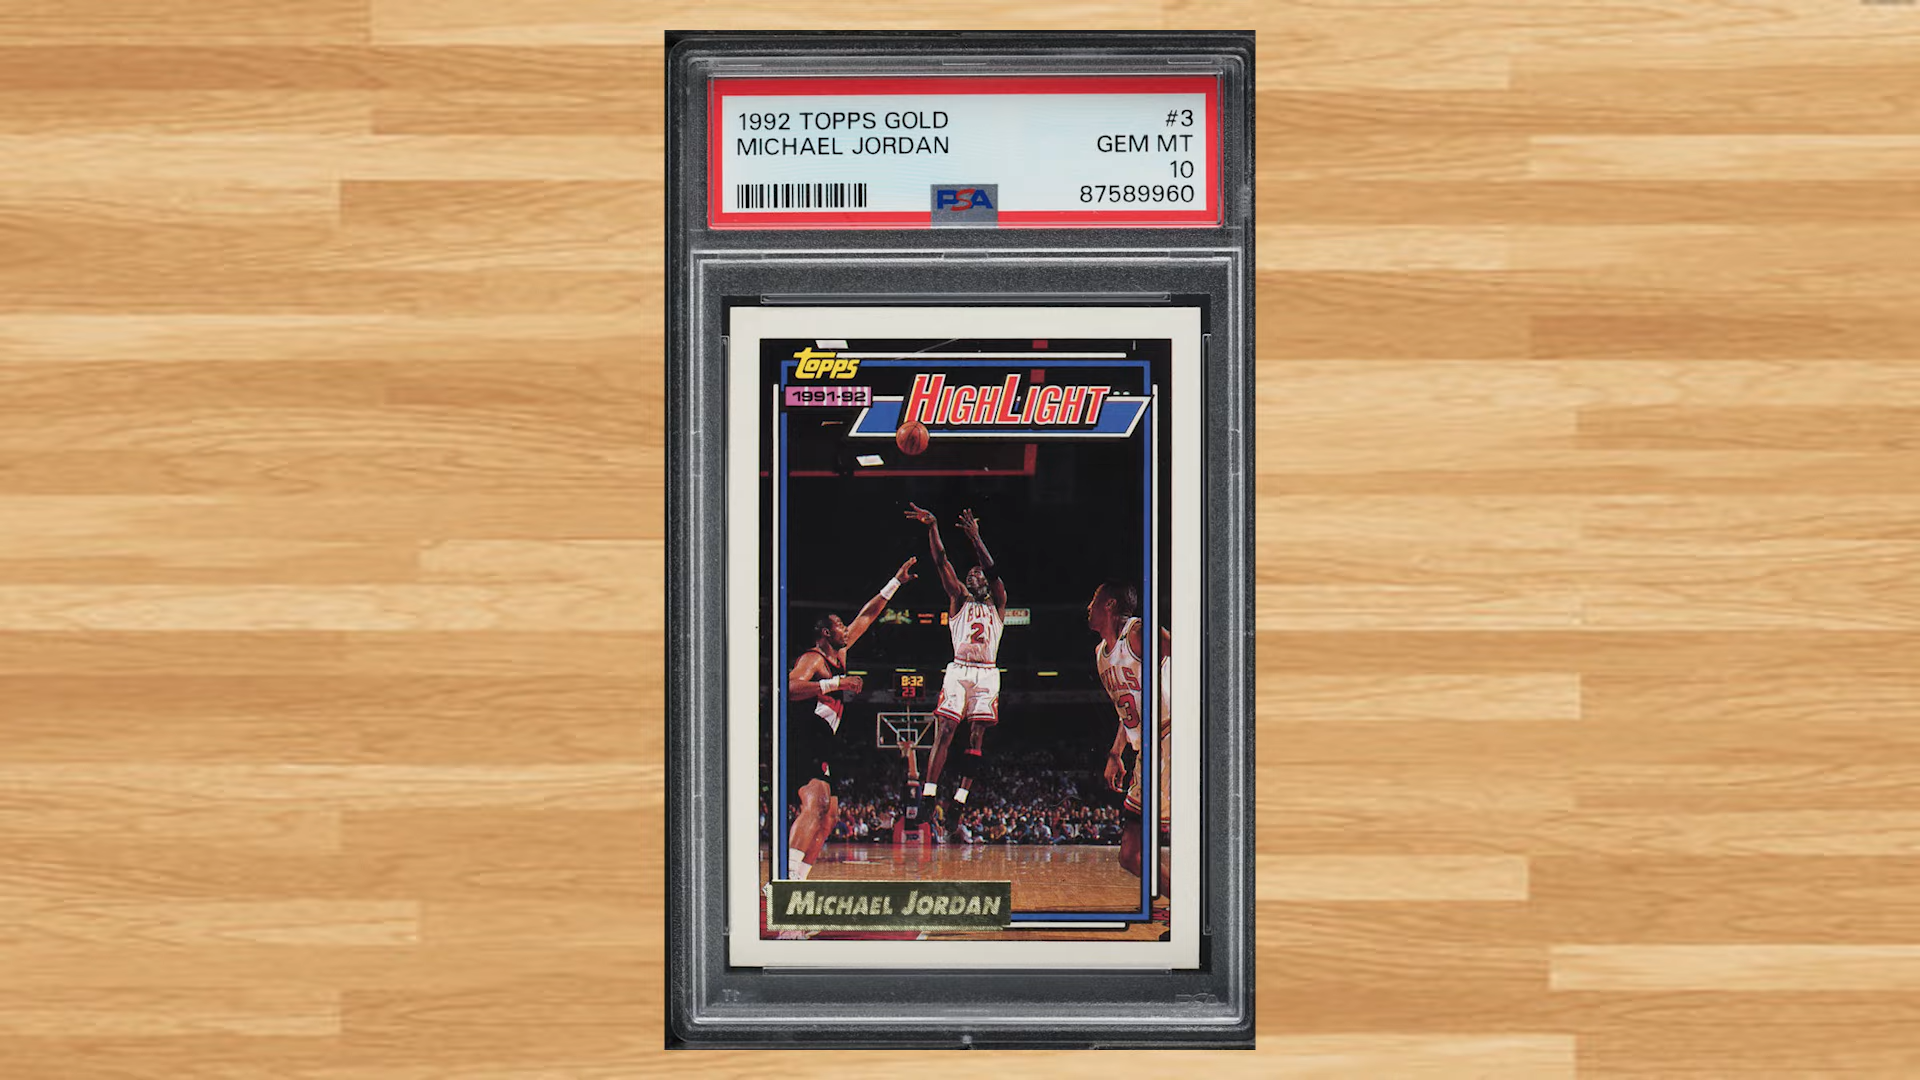 1992 TOPPS GOLD #3
MICHAEL JORDAN GEM MT
10
PSA 87589960
TOPPS
1991-92
HIGHLIGHT
BULLS
2
8:32
23
MICHAEL JORDAN